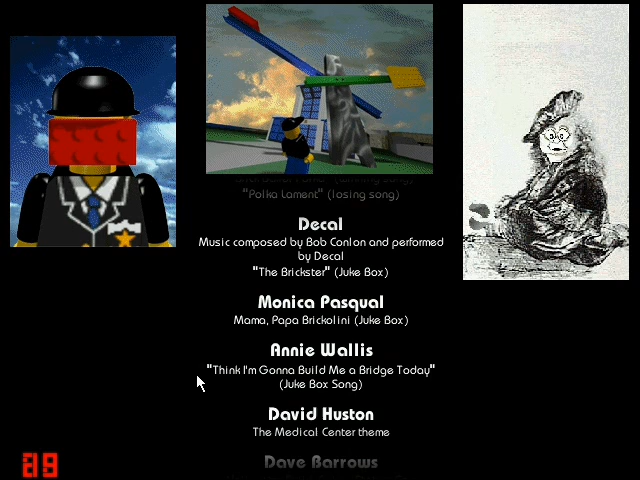 "Polka Lament" (losing song)
Decal
Music composed by Bob Conlon and performed
by Decal
"The Brickster" (Juke Box)
Monica Pasqual
Mama, Papa Brickolini (Juke Box)
Annie Wallis
"Think I'm Gonna Build Me a Bridge Today"
(Juke Box Song)
David Huston
The Medical Center theme
Dave Barrows